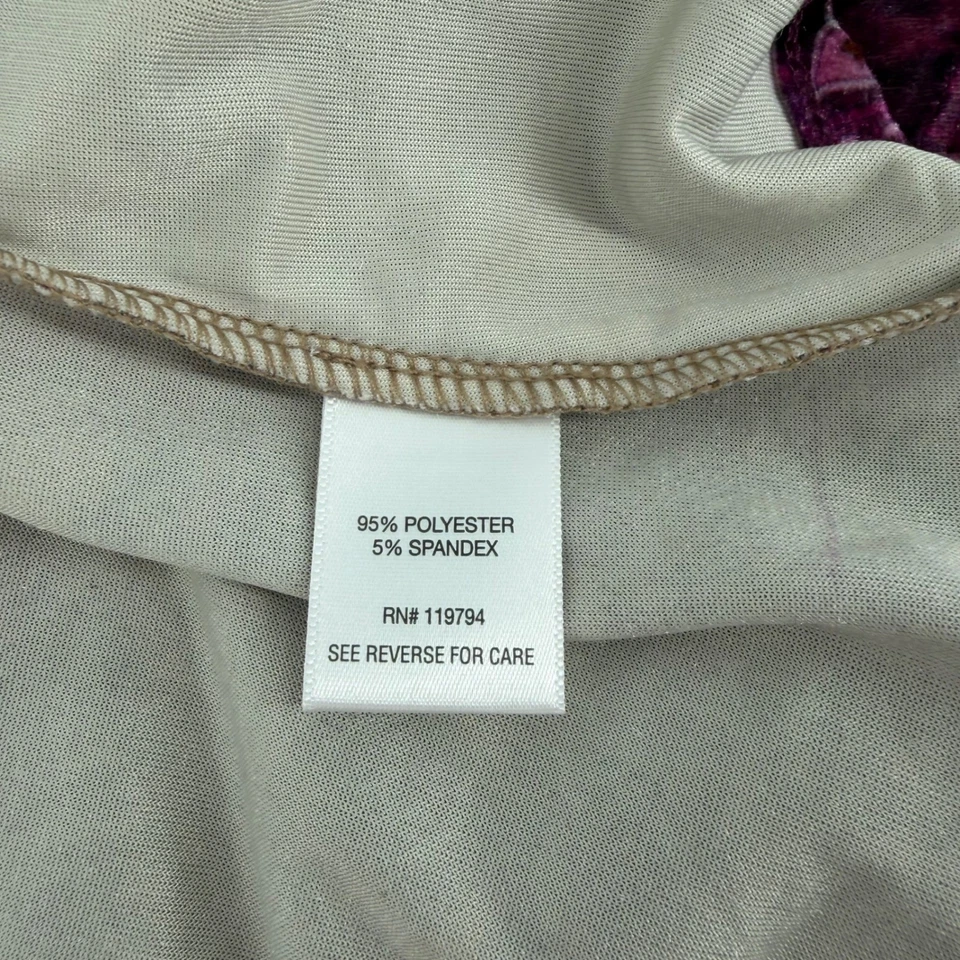 95% POLYESTER
5% SPANDEX
RN# 119794
SEE REVERSE FOR CARE